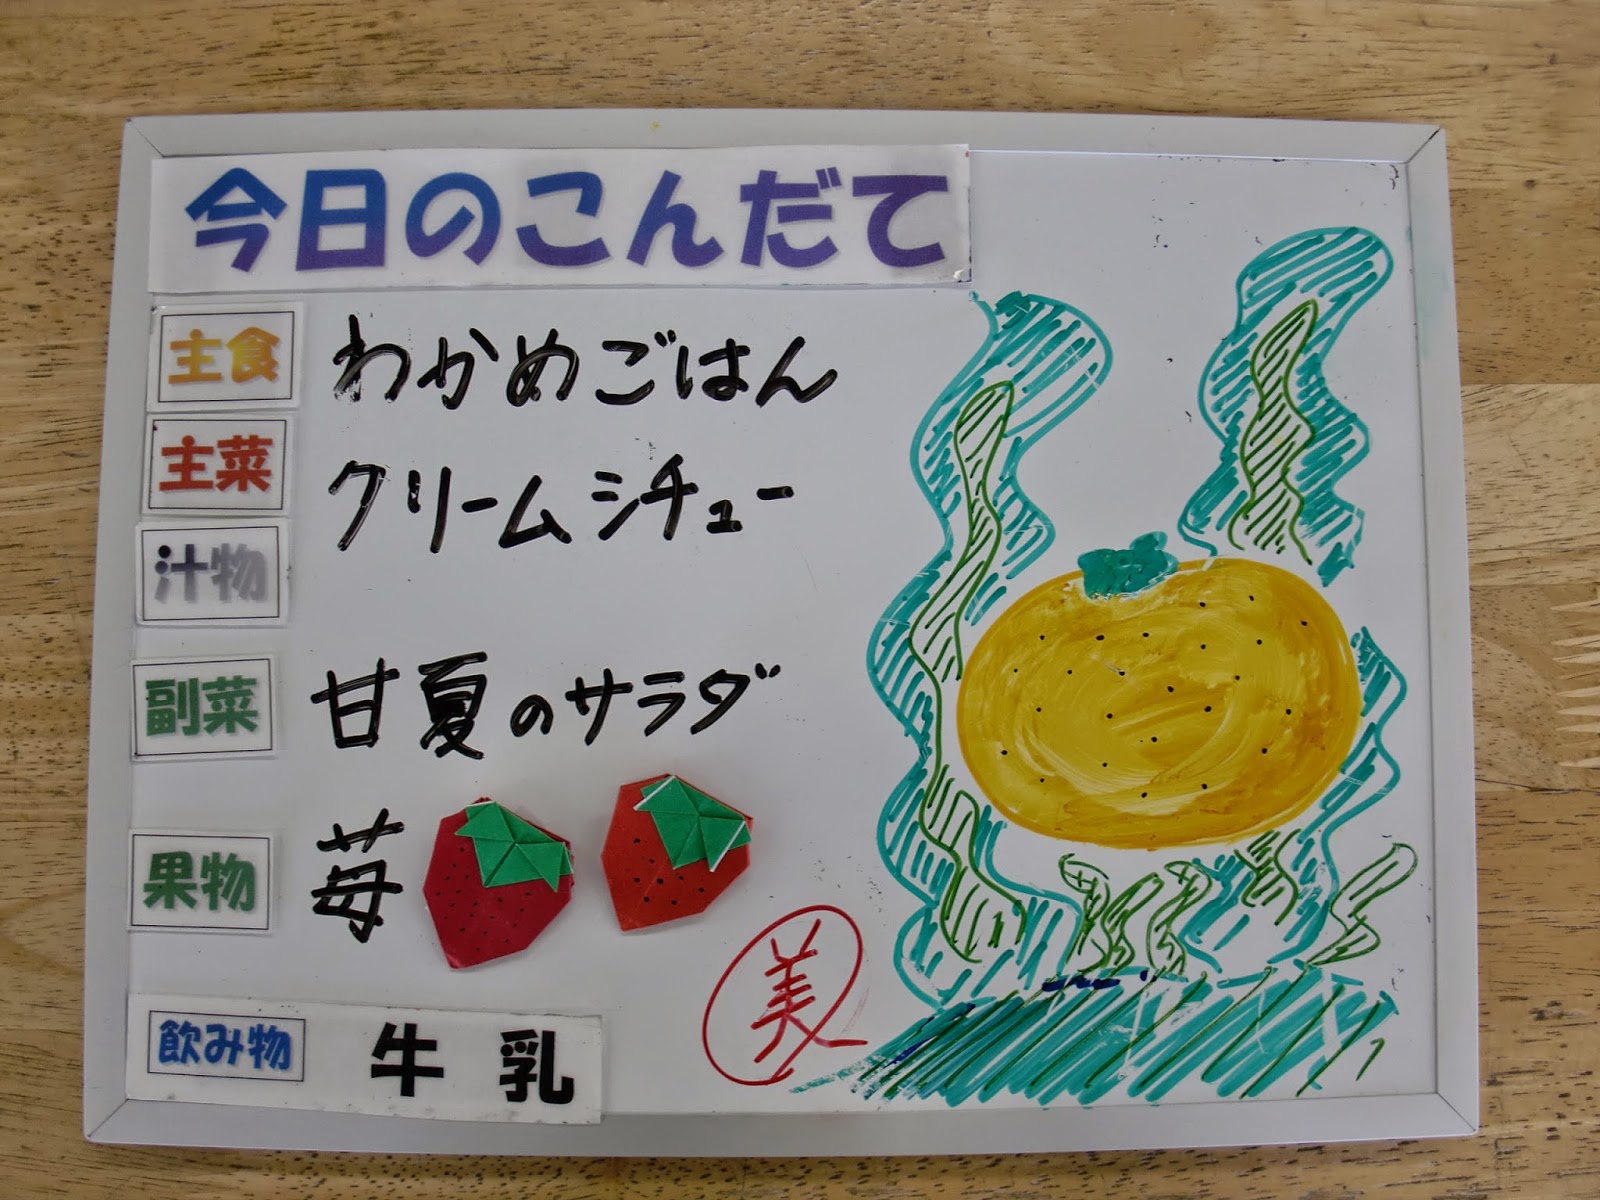 今日のこんだて
主食 わかめごはん
主菜 クリームシチュー
汁物
副菜 甘夏のサラダ
果物 苺
飲み物 牛乳
美